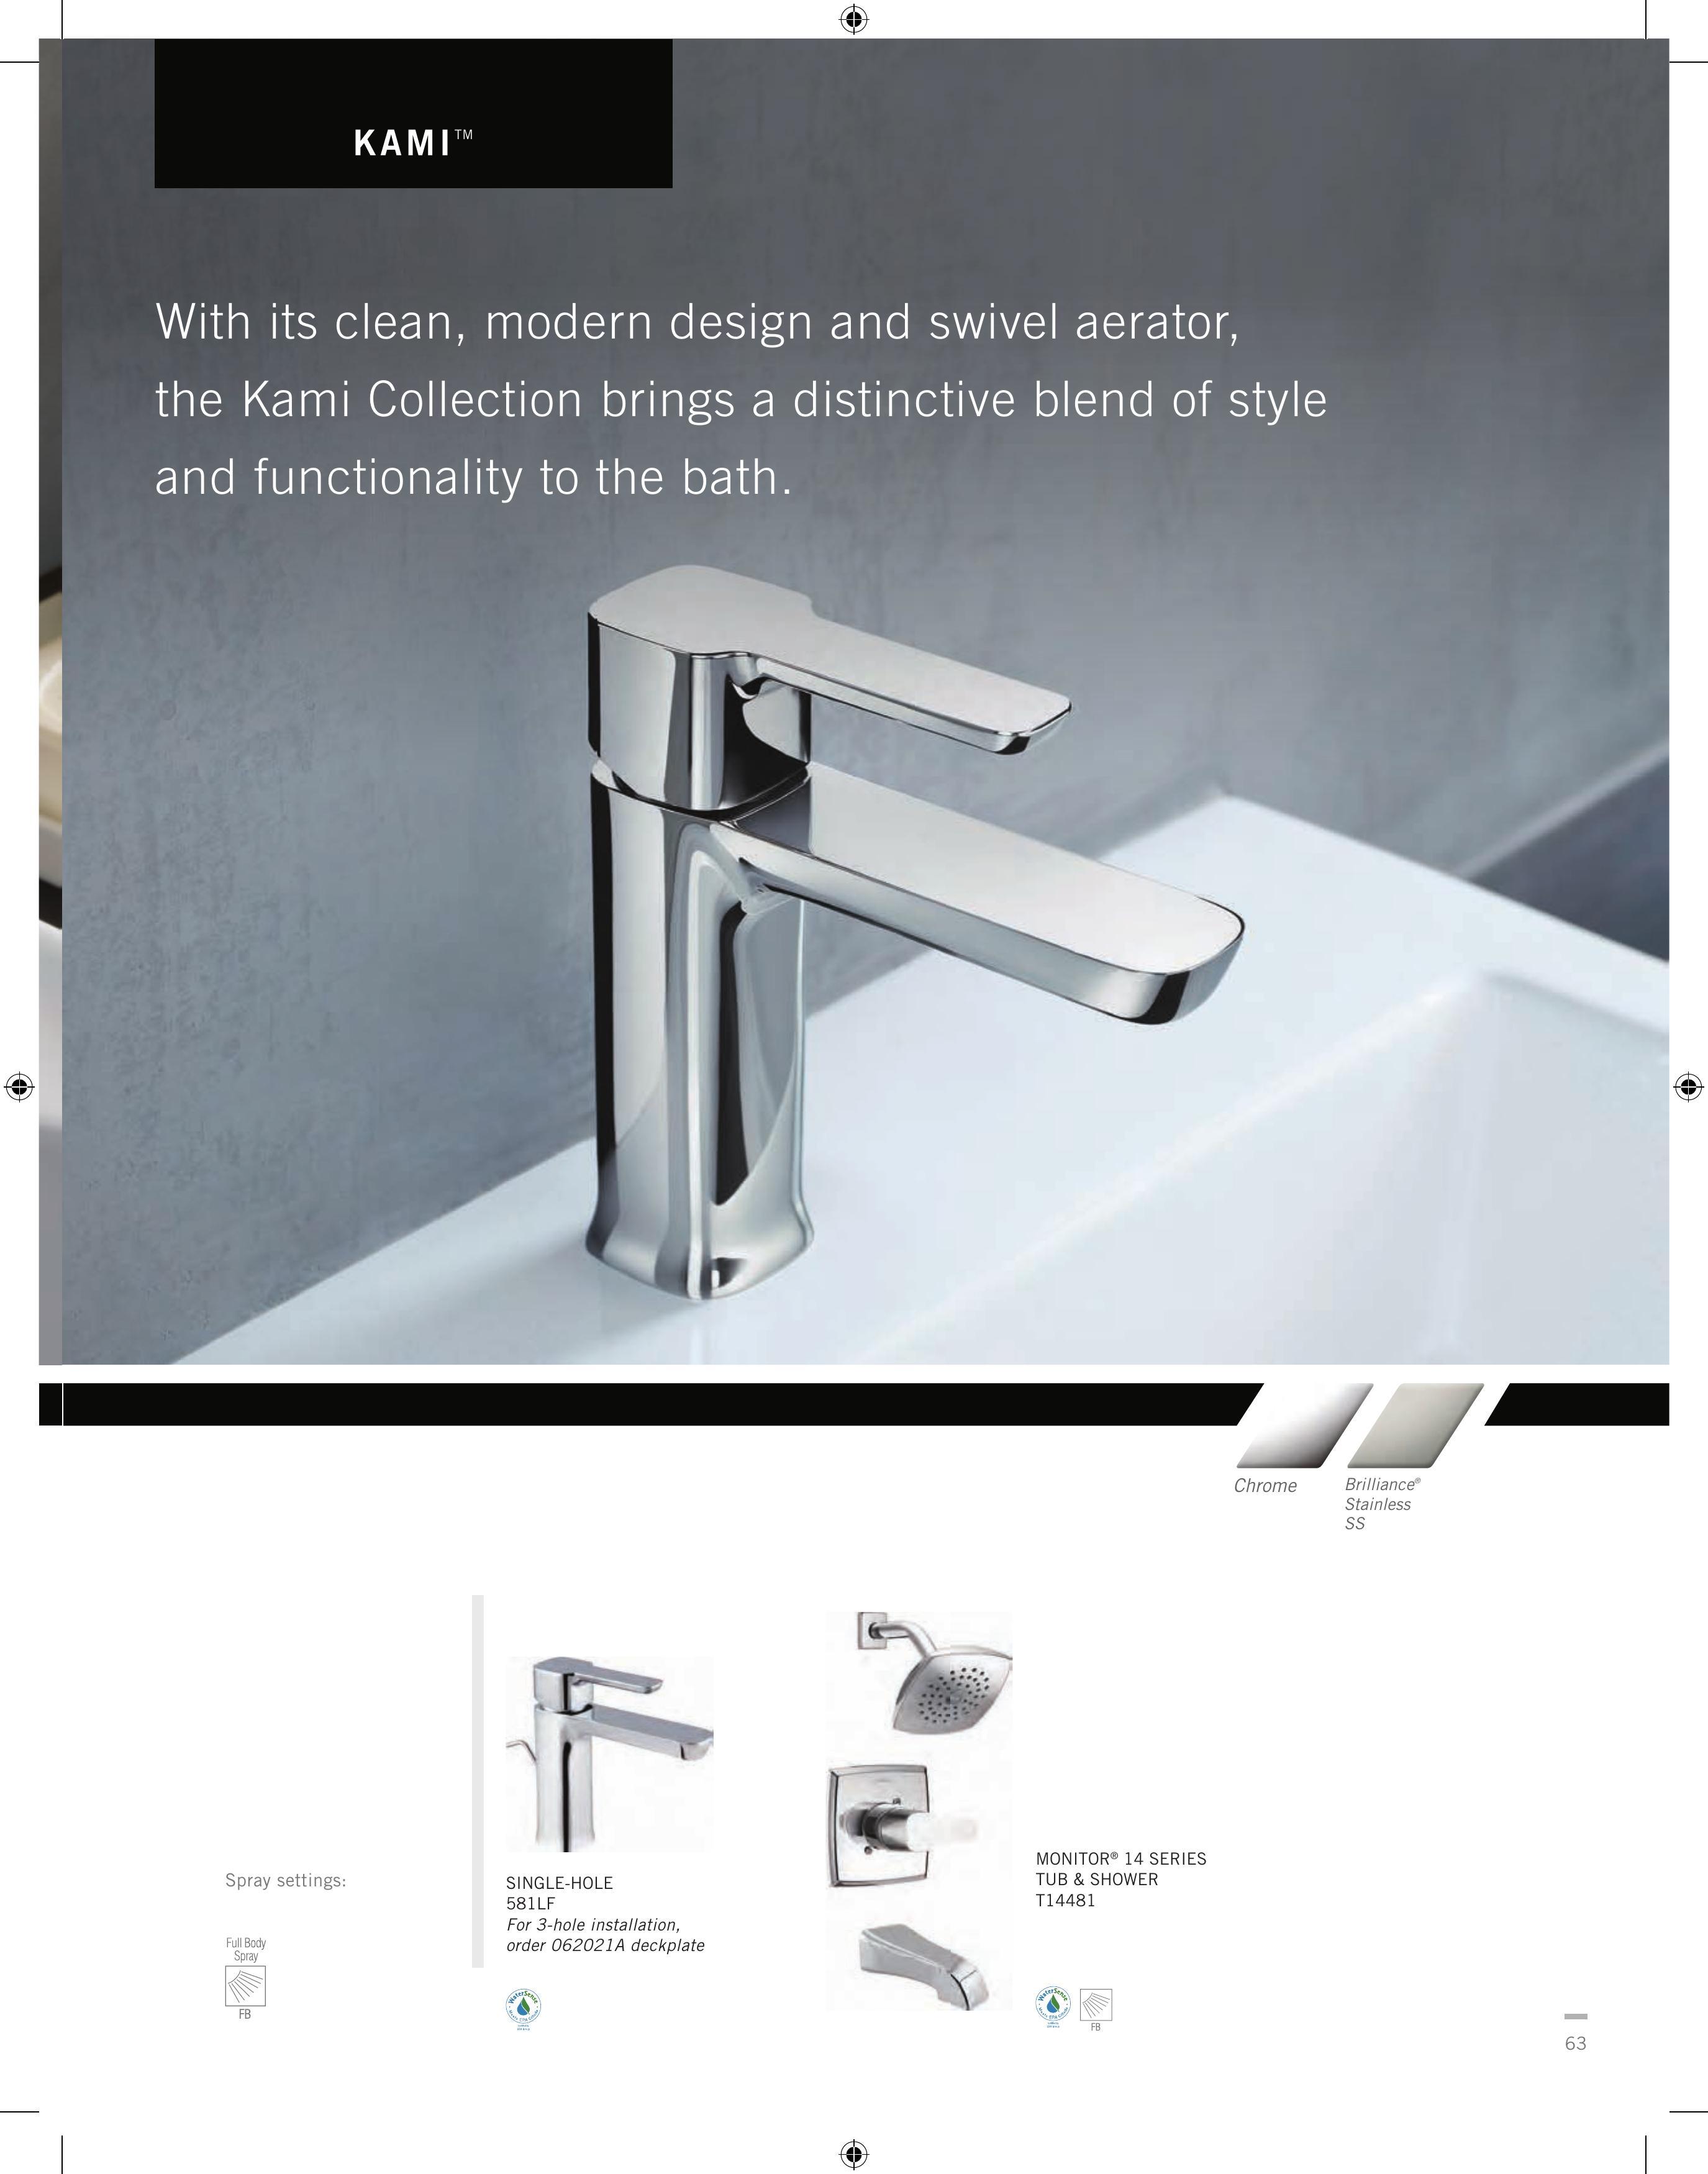 KAMI™
With its clean, modern design and swivel aerator,
the Kami Collection brings a distinctive blend of style
and functionality to the bath.
Chrome
Brilliance®
Stainless
SS
Spray settings:
Full Body
Spray
FB
SINGLE-HOLE
581LF
For 3-hole installation,
order 062021A deckplate
WaterSense
MONITOR® 14 SERIES
TUB & SHOWER
T14481
WaterSense
FB
63